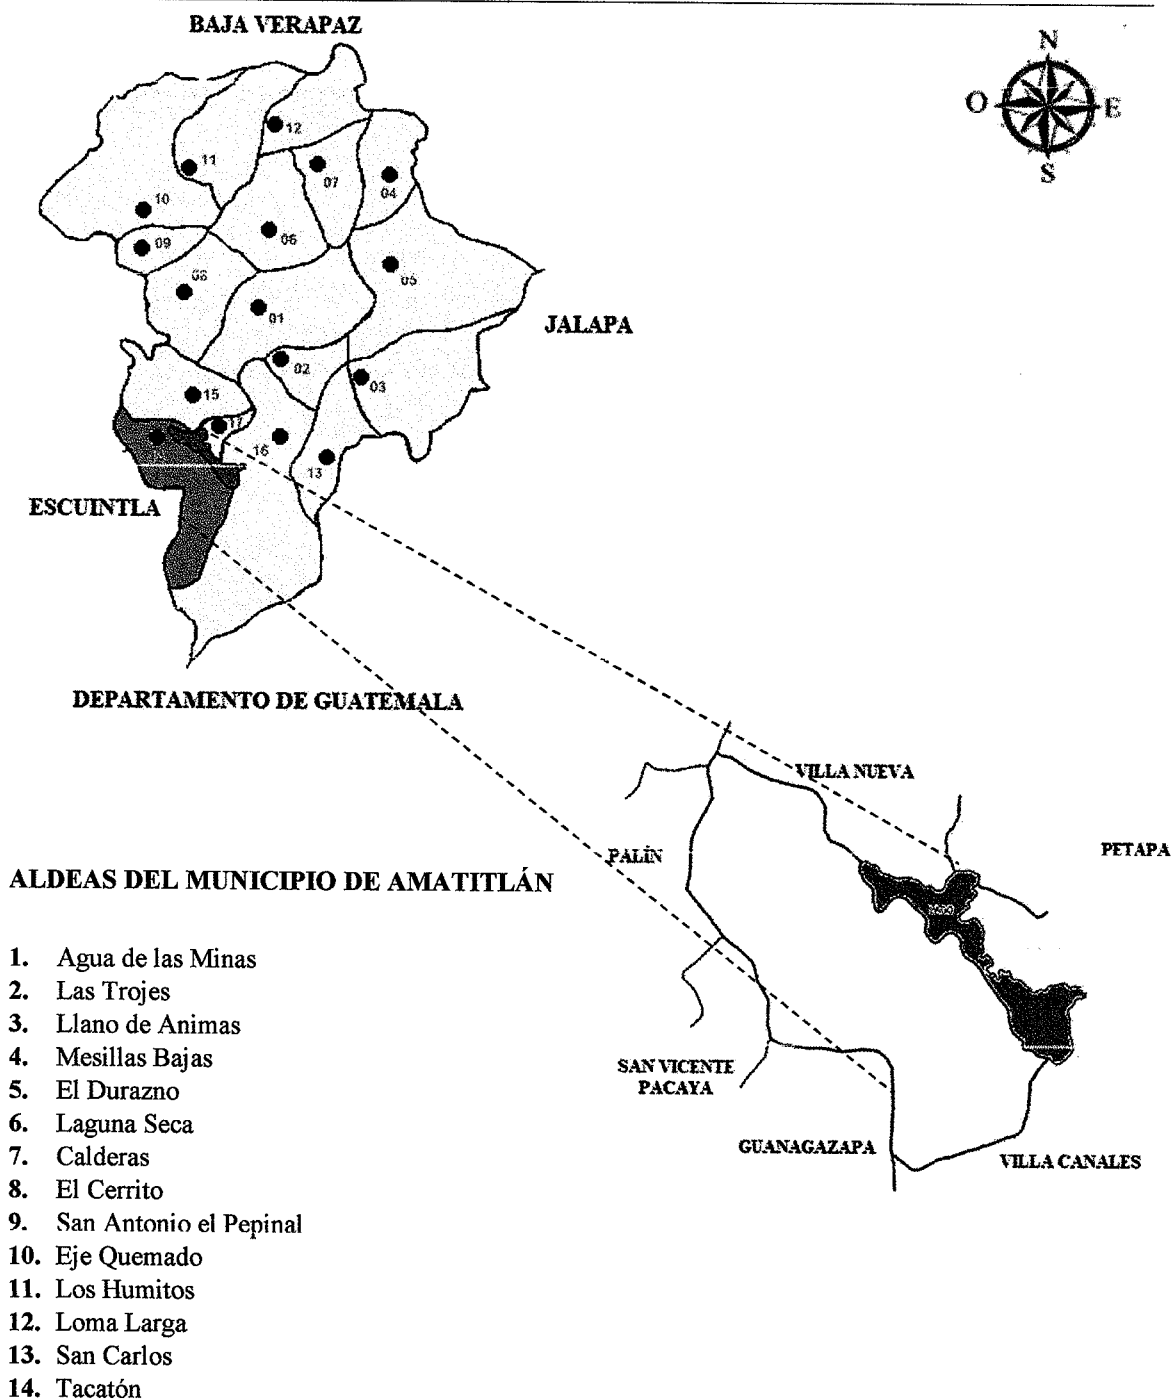 BAJA VERAPAZ
N
O
E
S
12
11
07
04
10
06
09
05
08
01
JALAPA
02
03
15
17
16
13
ESCUINTLA
DEPARTAMENTO DE GUATEMALA
VILLA NUEVA
PALÍN
PETAPA
ALDEAS DEL MUNICIPIO DE AMATITLÁN
1. Agua de las Minas
2. Las Trojes
3. Llano de Animas
4. Mesillas Bajas
5. El Durazno
6. Laguna Seca
7. Calderas
8. El Cerrito
9. San Antonio el Pepinal
10. Eje Quemado
11. Los Humitos
12. Loma Larga
13. San Carlos
14. Tacatón
SAN VICENTE
PACAYA
GUANAGAZAPA
VILLA CANALES